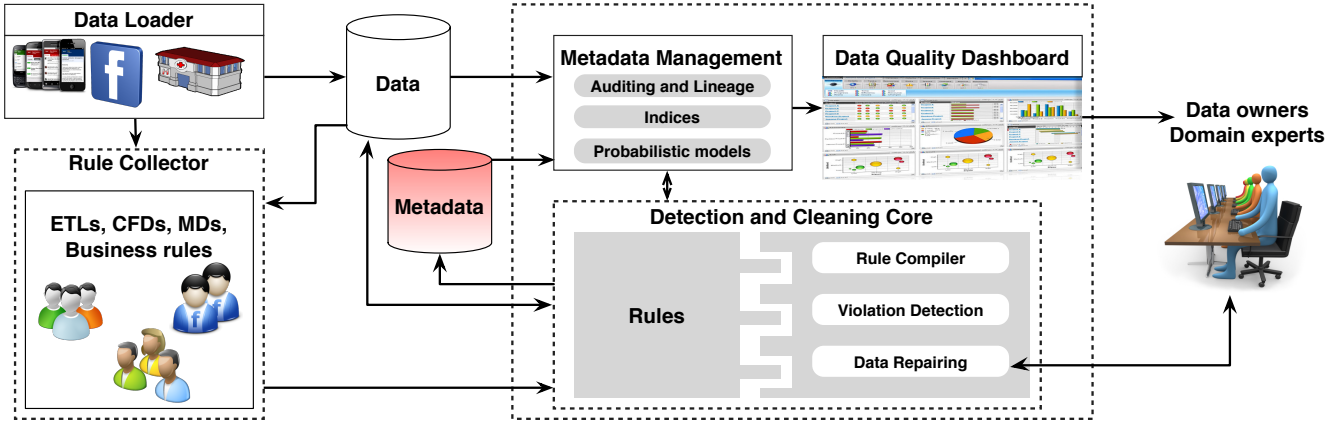 Data Loader
f
Data
Metadata Management
Auditing and Lineage
Indices
Probabilistic models
Data Quality Dashboard
Data owners
Domain experts
Rule Collector
ETLs, CFDs, MDs,
Business rules
f
f
Metadata
Detection and Cleaning Core
Rules
Rule Compiler
Violation Detection
Data Repairing